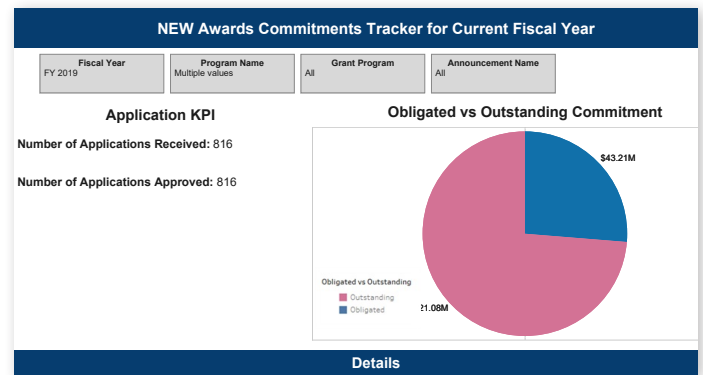 NEW Awards Commitments Tracker for Current Fiscal Year
Fiscal Year
FY 2019
Program Name
Multiple values
Grant Program
All
Announcement Name
All
Application KPI
Number of Applications Received: 816
Number of Applications Approved: 816
Obligated vs Outstanding Commitment
$43.21M
Obligated vs Outstanding
Outstanding
Obligated
21.08M
Details